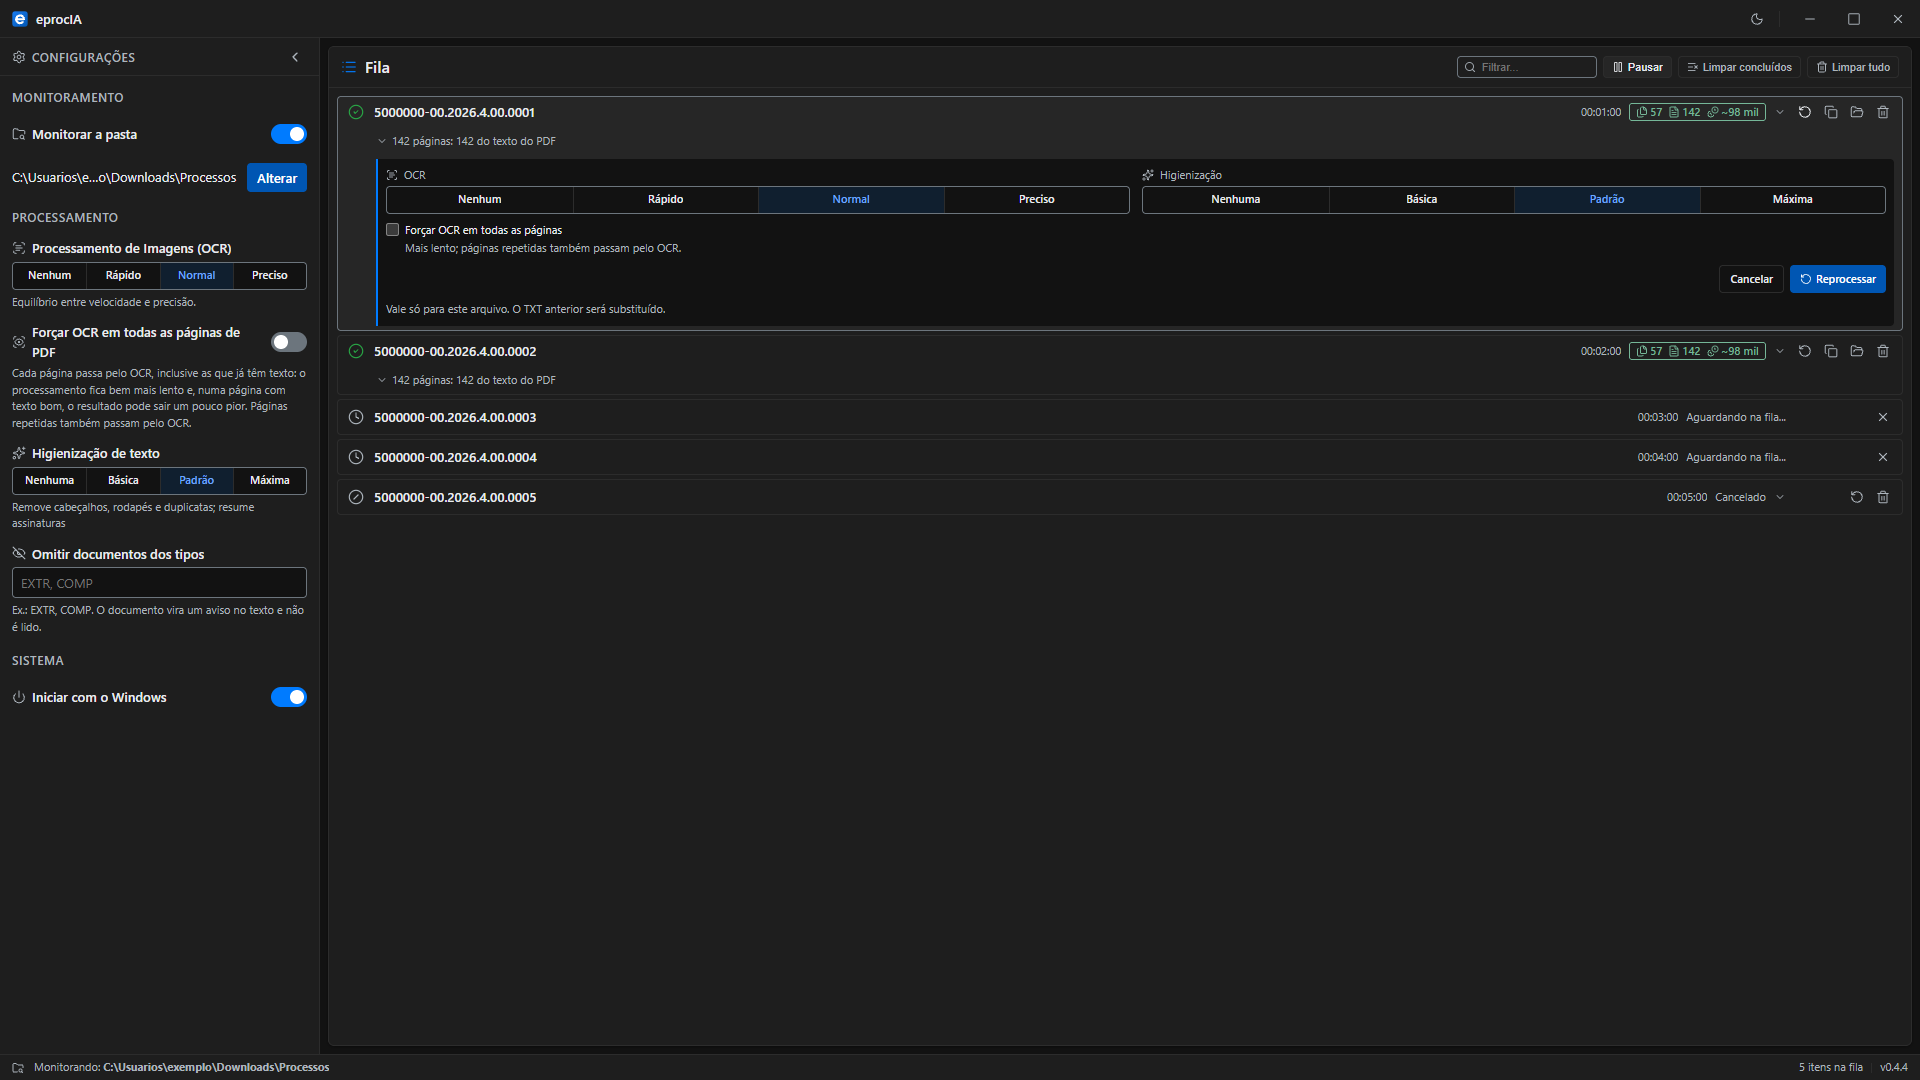 eprocIA
CONFIGURAÇÕES
MONITORAMENTO
Monitorar a pasta
C:\Usuarios\e...o\Downloads\Processos
Alterar
PROCESSAMENTO
Processamento de Imagens (OCR)
Nenhum Rápido Normal Preciso
Equilíbrio entre velocidade e precisão.
Forçar OCR em todas as páginas de
PDF
Cada página passa pelo OCR, inclusive as que já têm texto: o
processamento fica bem mais lento e, numa página com
texto bom, o resultado pode sair um pouco pior. Páginas
repetidas também passam pelo OCR.
Higienização de texto
Nenhuma Básica Padrão Máxima
Remove cabeçalhos, rodapés e duplicatas; resume
assinaturas
Omitir documentos dos tipos
EXTR, COMP
Ex.: EXTR, COMP. O documento vira um aviso no texto e não
é lido.
SISTEMA
Iniciar com o Windows
Fila
Filtrar...
Pausar
Limpar concluídos
Limpar tudo
5000000-00.2026.4.00.0001 00:01:00 57 142 ~98 mil
142 páginas: 142 do texto do PDF
OCR
Nenhum Rápido Normal Preciso
Higienização
Nenhuma Básica Padrão Máxima
Forçar OCR em todas as páginas
Mais lento; páginas repetidas também passam pelo OCR.
Cancelar
Reprocessar
Vale só para este arquivo. O TXT anterior será substituído.
5000000-00.2026.4.00.0002 00:02:00 57 142 ~98 mil
142 páginas: 142 do texto do PDF
5000000-00.2026.4.00.0003 00:03:00 Aguardando na fila...
5000000-00.2026.4.00.0004 00:04:00 Aguardando na fila...
5000000-00.2026.4.00.0005 00:05:00 Cancelado
Monitorando: C:\Usuarios\exemplo\Downloads\Processos
5 itens na fila
v0.4.4